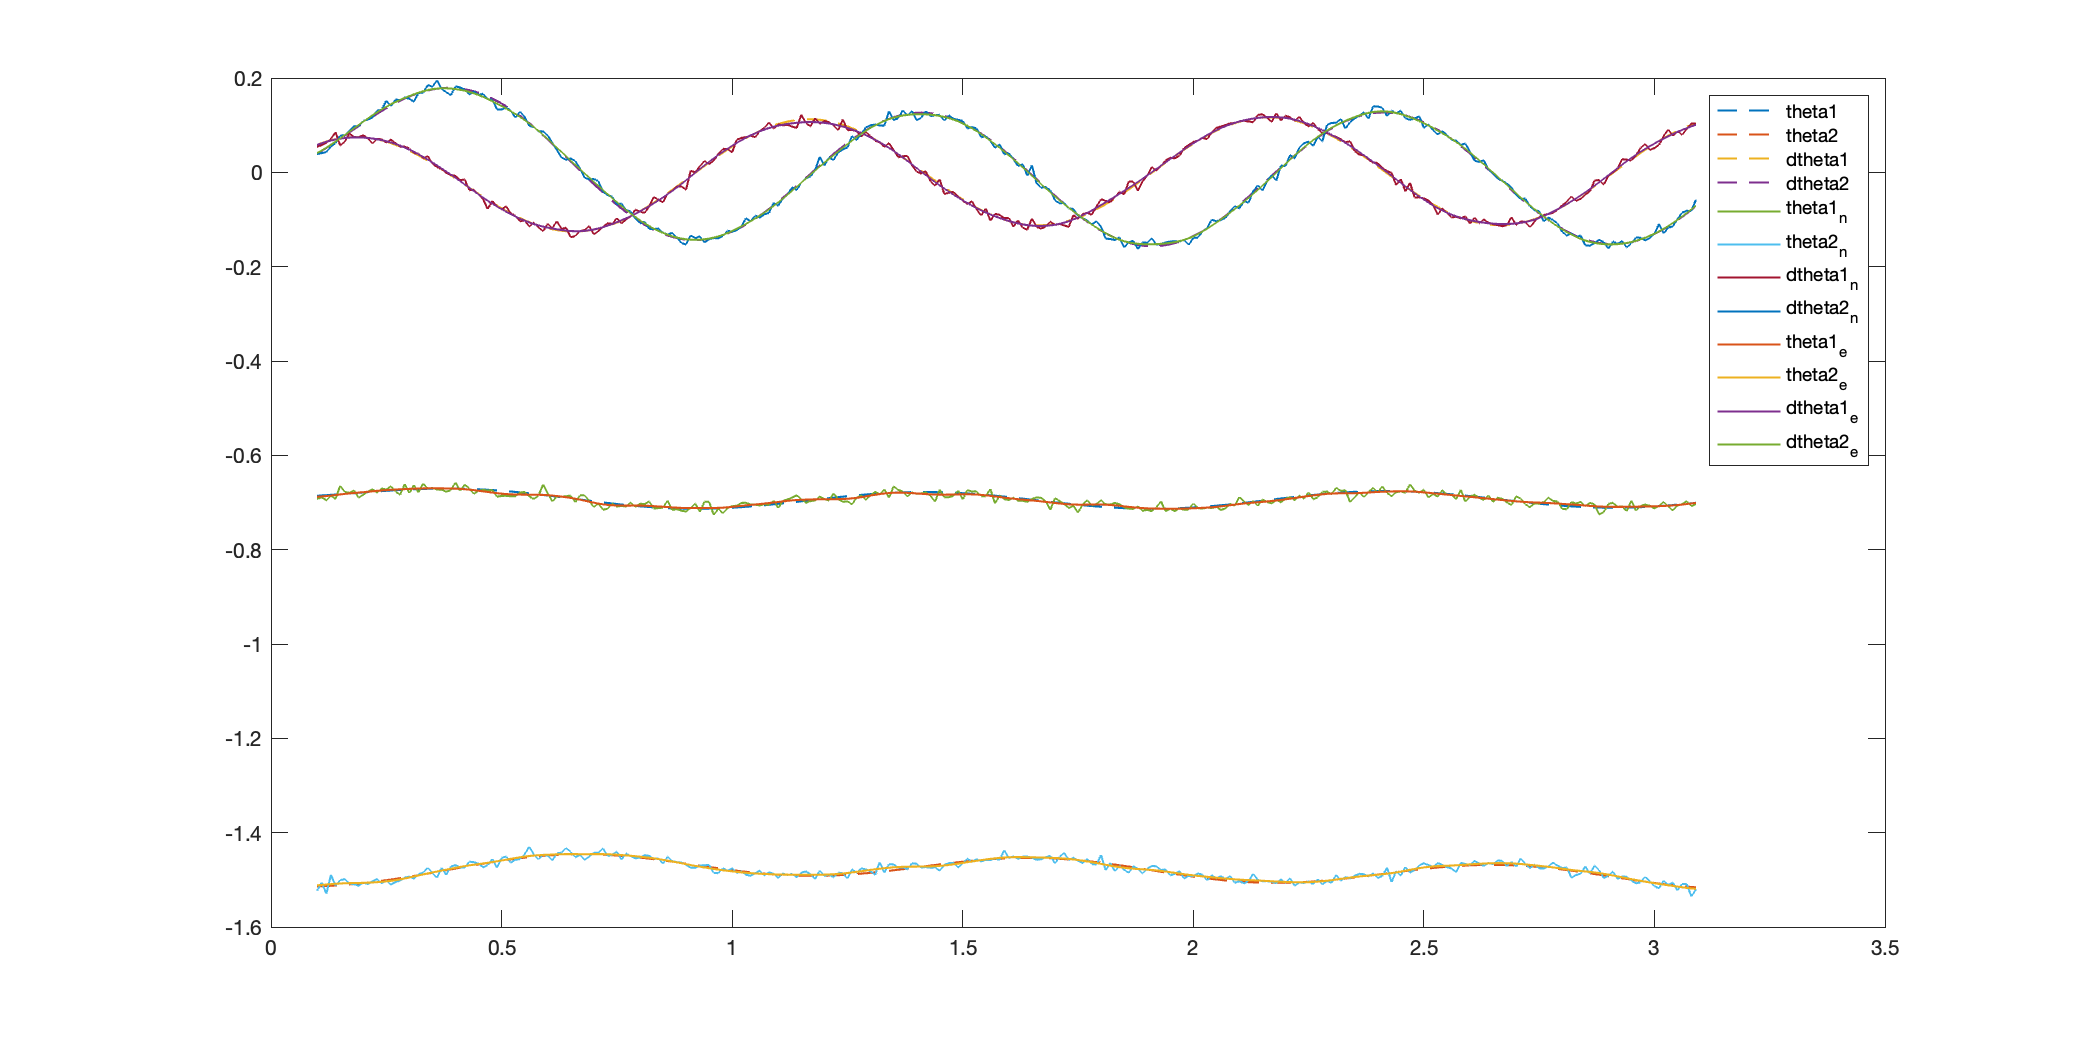 0.2
0
-0.2
-0.4
-0.6
-0.8
-1
-1.2
-1.4
-1.6
0 0.5 1 1.5 2 2.5 3 3.5
theta1
theta2
dtheta1
dtheta2
theta1n
theta2n
dtheta1n
dtheta2n
theta1e
theta2e
dtheta1e
dtheta2e